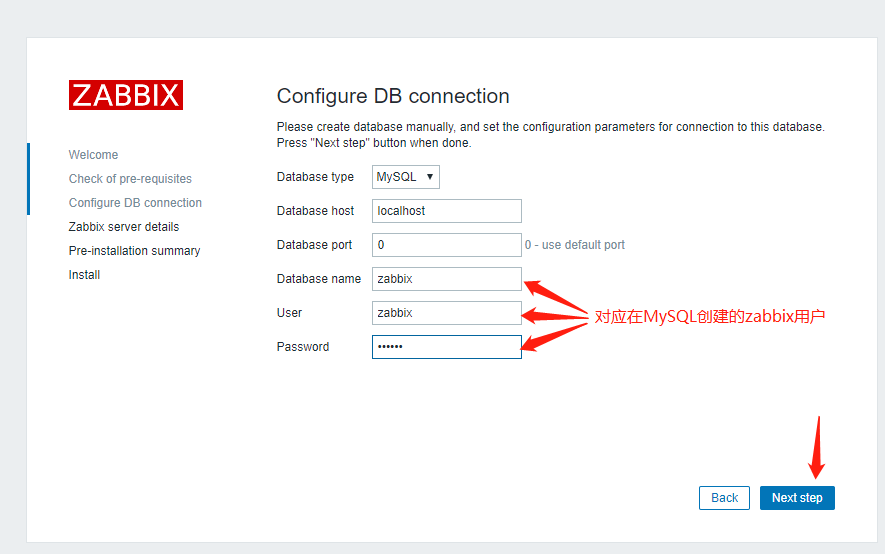 ZABBIX
Welcome
Check of pre-requisites
Configure DB connection
Zabbix server details
Pre-installation summary
Install
Configure DB connection
Please create database manually, and set the configuration parameters for connection to this database.
Press "Next step" button when done.
Database type MySQL ▼
Database host localhost
Database port 0 0 - use default port
Database name zabbix
User zabbix
Password ••••••
对应在MySQL创建的zabbix用户
Back Next step